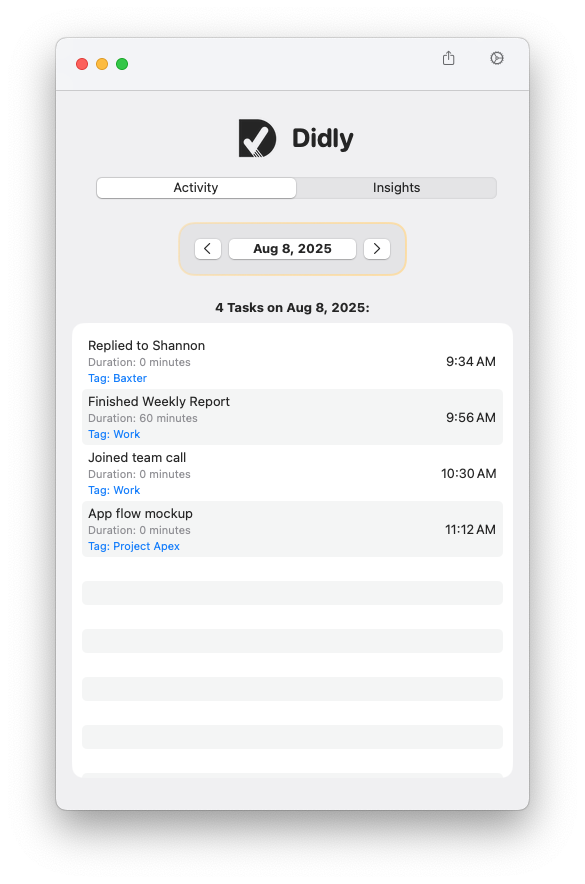 Didly
Activity Insights
Aug 8, 2025
4 Tasks on Aug 8, 2025:
Replied to Shannon
Duration: 0 minutes 9:34 AM
Tag: Baxter
Finished Weekly Report
Duration: 60 minutes 9:56 AM
Tag: Work
Joined team call
Duration: 0 minutes 10:30 AM
Tag: Work
App flow mockup
Duration: 0 minutes 11:12 AM
Tag: Project Apex